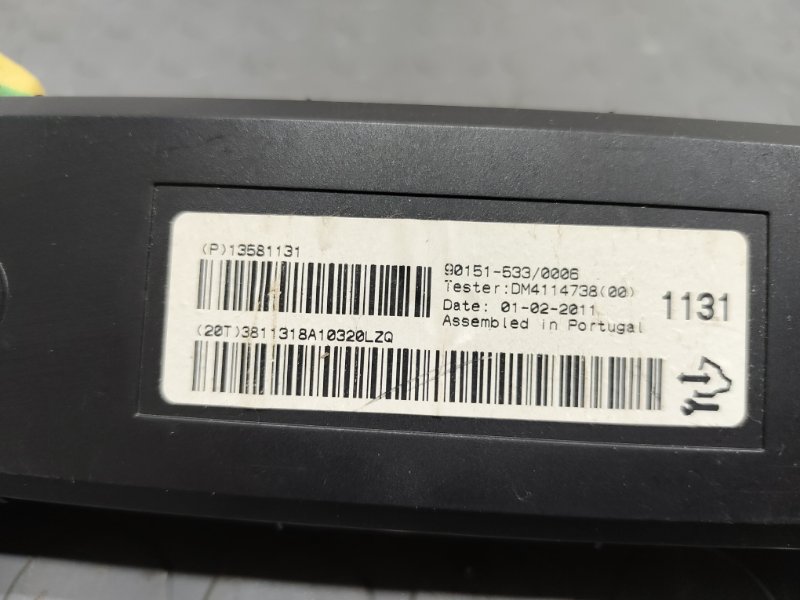 (P)13581131
90151-533/0006
Tester:DM4114738(00)
Date: 01-02-2011
Assembled in Portugal
1131
(20T)3811318A10320LZQ